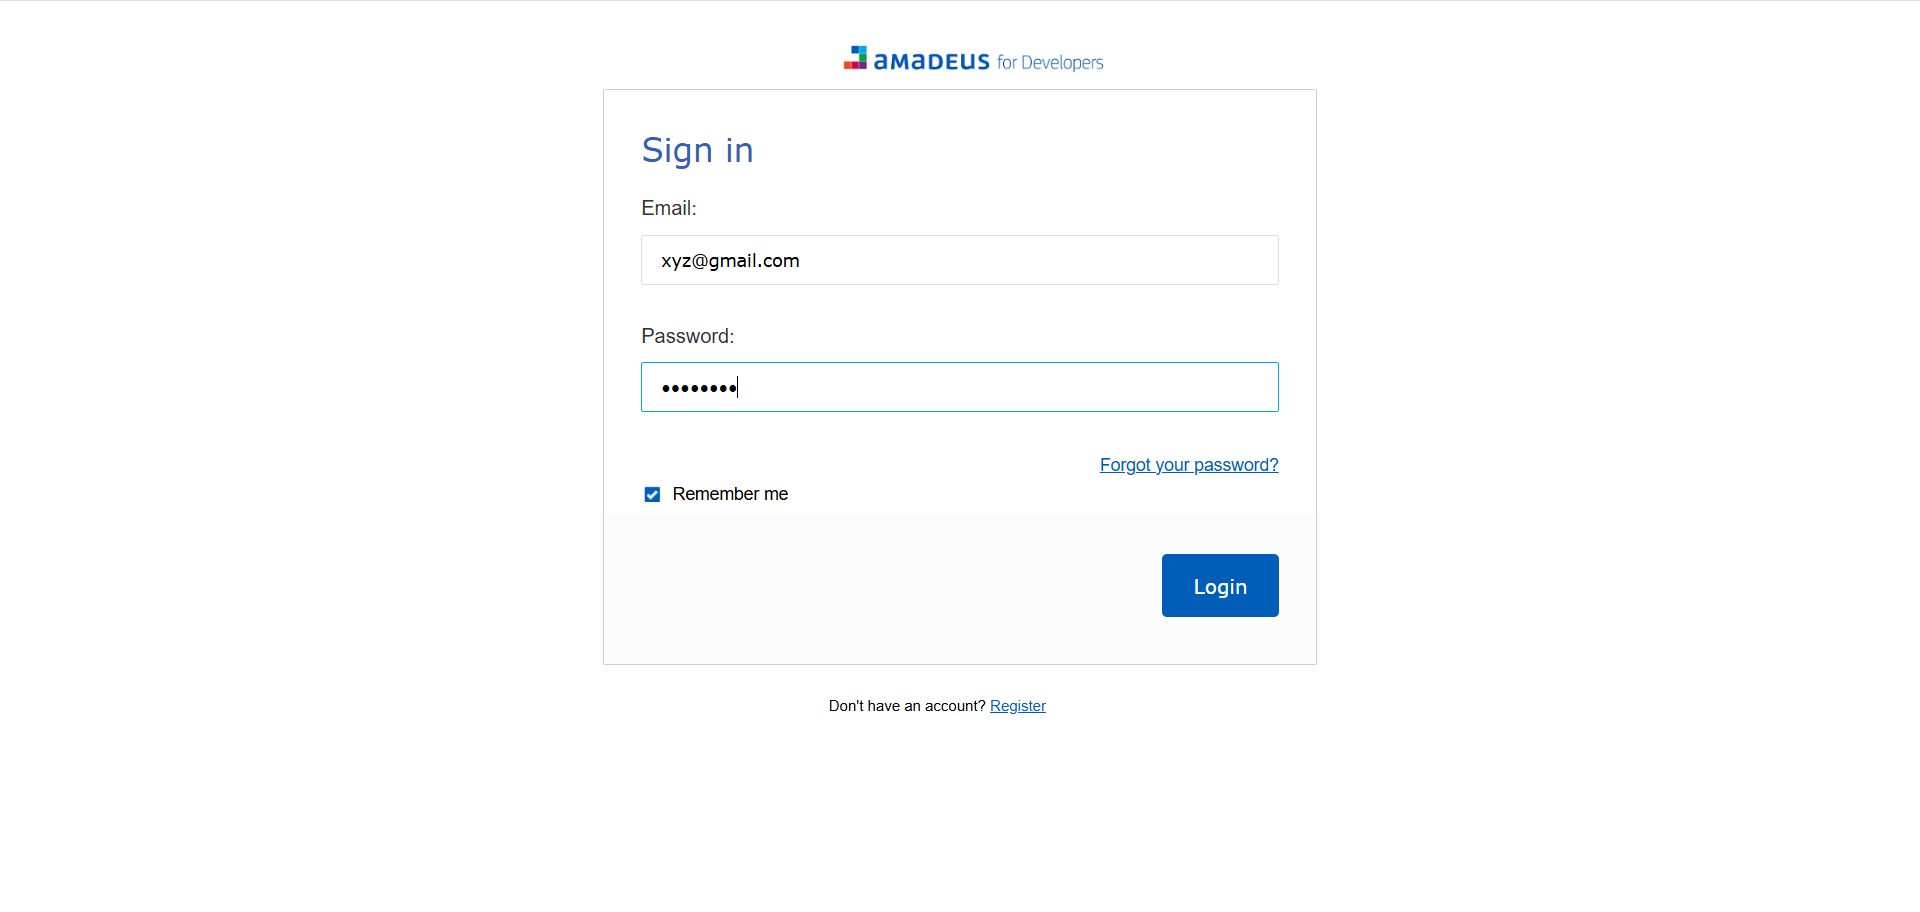 amadeus for Developers
Sign in
Email:
xyz@gmail.com
Password:
••••••••
Forgot your password?
Remember me
Login
Don't have an account? Register